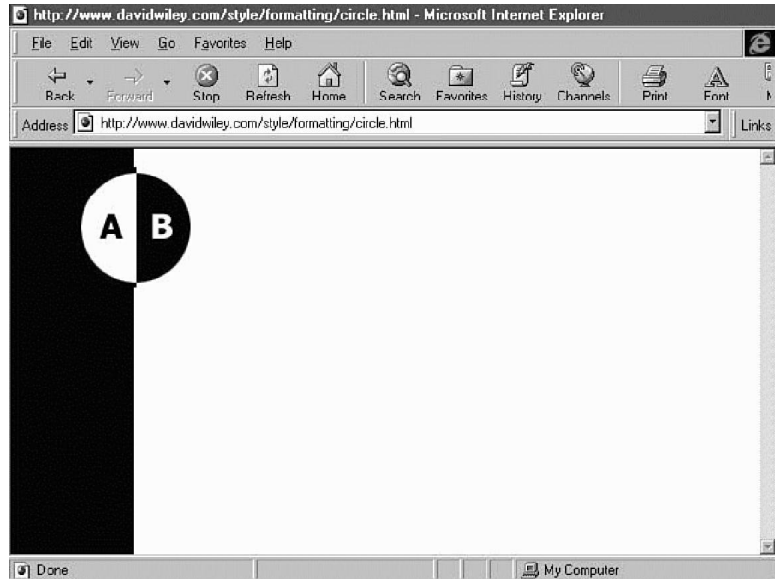 http://www.davidwiley.com/style/formatting/circle.html - Microsoft Internet Explorer
File Edit View Go Favorites Help
Back Forward Stop Refresh Home Search Favorites History Channels Print Font
Address http://www.davidwiley.com/style/formatting/circle.html Links
A B
Done My Computer